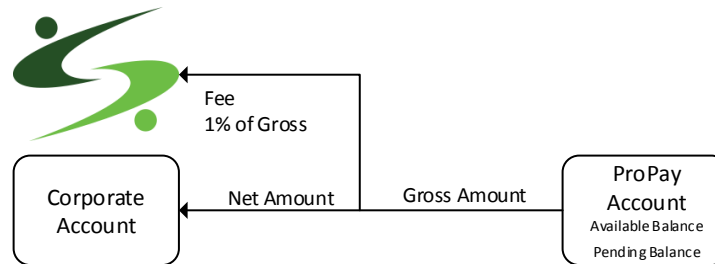 Fee
1% of Gross
Corporate
Account
Net Amount
Gross Amount
ProPay
Account
Available Balance
Pending Balance